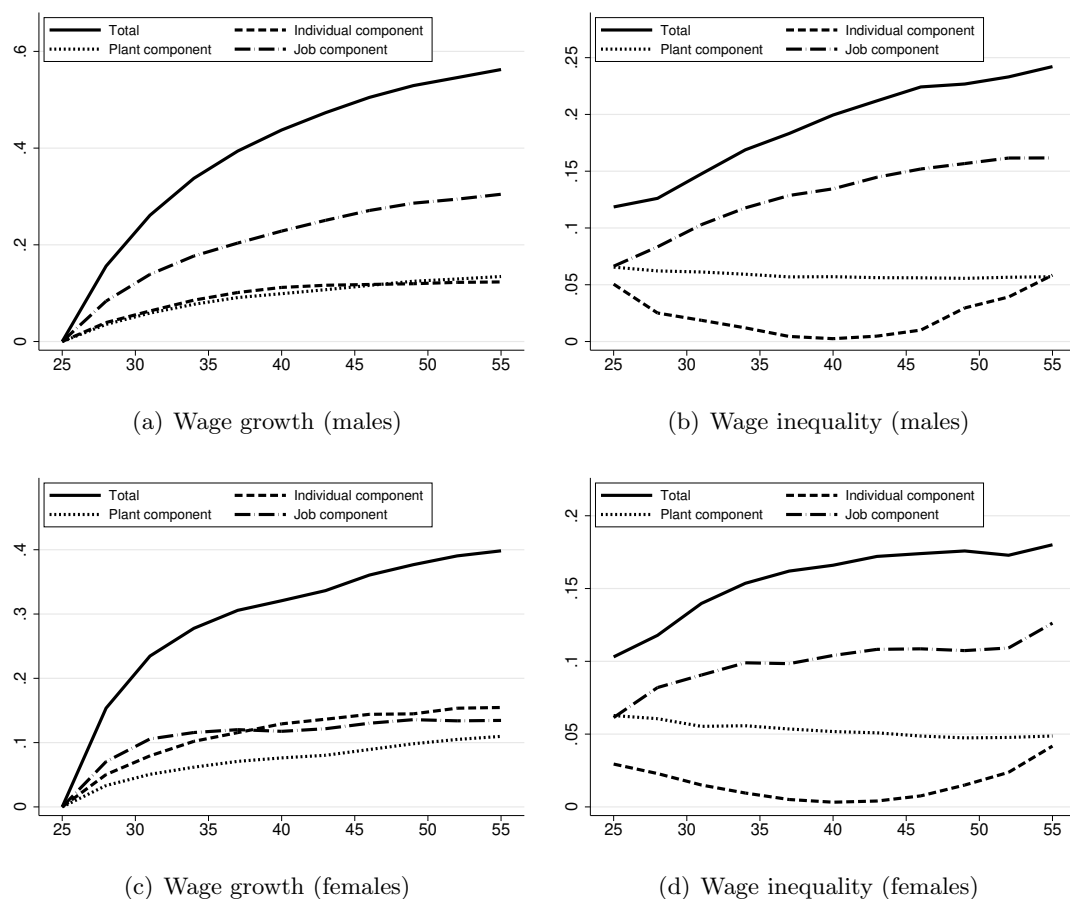 Total Individual component
Plant component Job component
.6
.4
.2
0
25 30 35 40 45 50 55
(a) Wage growth (males)
Total Individual component
Plant component Job component
.25
.2
.15
.1
.05
0
25 30 35 40 45 50 55
(b) Wage inequality (males)
Total Individual component
Plant component Job component
.4
.3
.2
.1
0
25 30 35 40 45 50 55
(c) Wage growth (females)
Total Individual component
Plant component Job component
.2
.15
.1
.05
0
25 30 35 40 45 50 55
(d) Wage inequality (females)